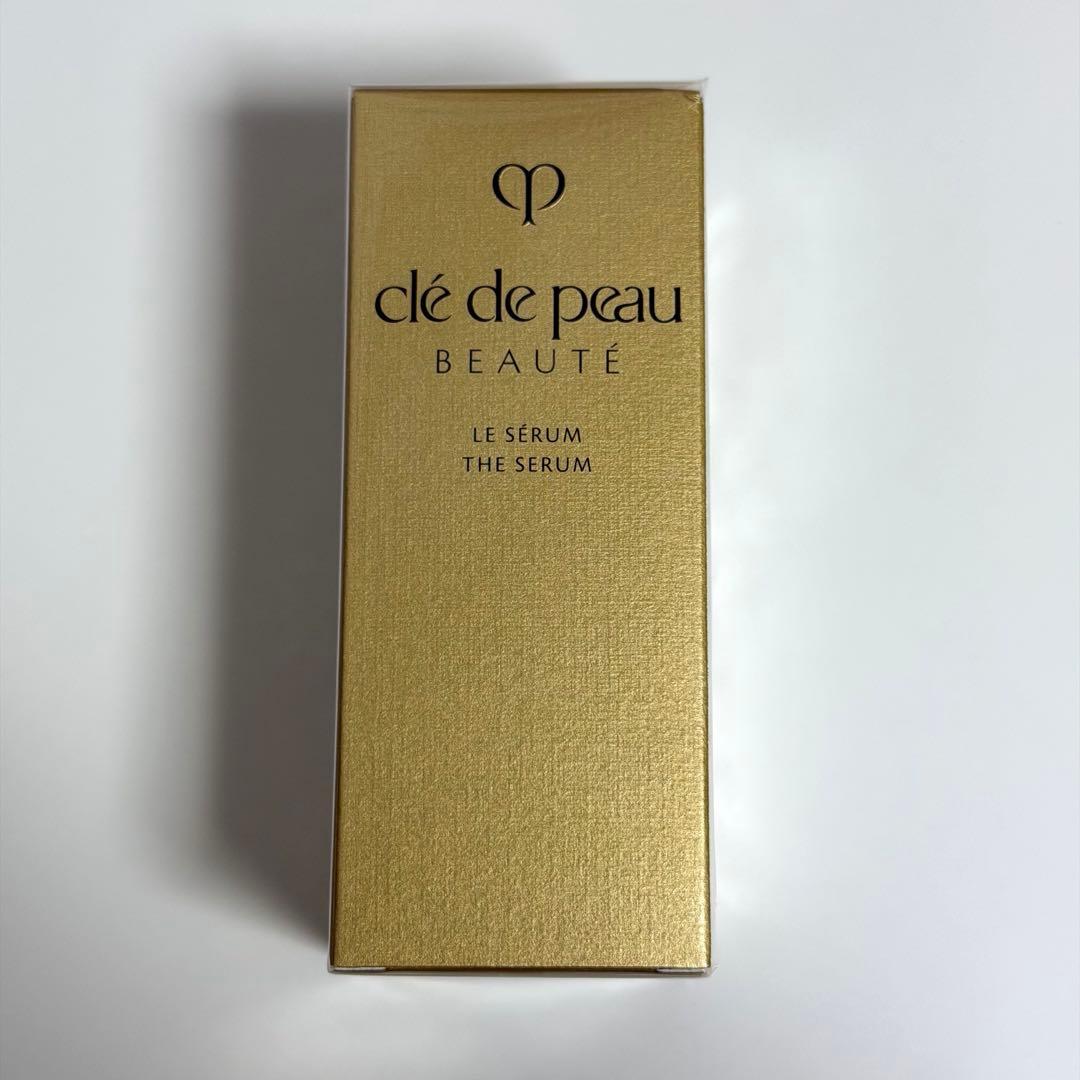 clé de peau
BEAUTÉ
LE SÉRUM
THE SERUM